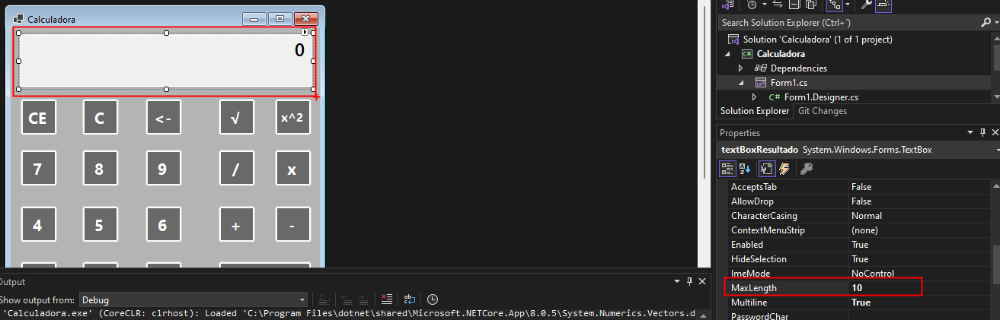 Calculadora
0
CE C <- √ x^2
7 8 9 / x
4 5 6 + -
Output
Show output from: Debug
'Calculadora.exe' (CoreCLR: clrhost): Loaded 'C:\Program Files\dotnet\shared\Microsoft.NETCore.App\8.0.5\System.Numerics.Vectors.d
Search Solution Explorer (Ctrl+´)
Solution 'Calculadora' (1 of 1 project)
C# Calculadora
Dependencies
Form1.cs
C# Form1.Designer.cs
Solution Explorer Git Changes
Properties
textBoxResultado System.Windows.Forms.TextBox
AcceptsTab False
AllowDrop False
CharacterCasing Normal
ContextMenuStrip (none)
Enabled True
HideSelection True
ImeMode NoControl
MaxLength 10
Multiline True
PasswordChar